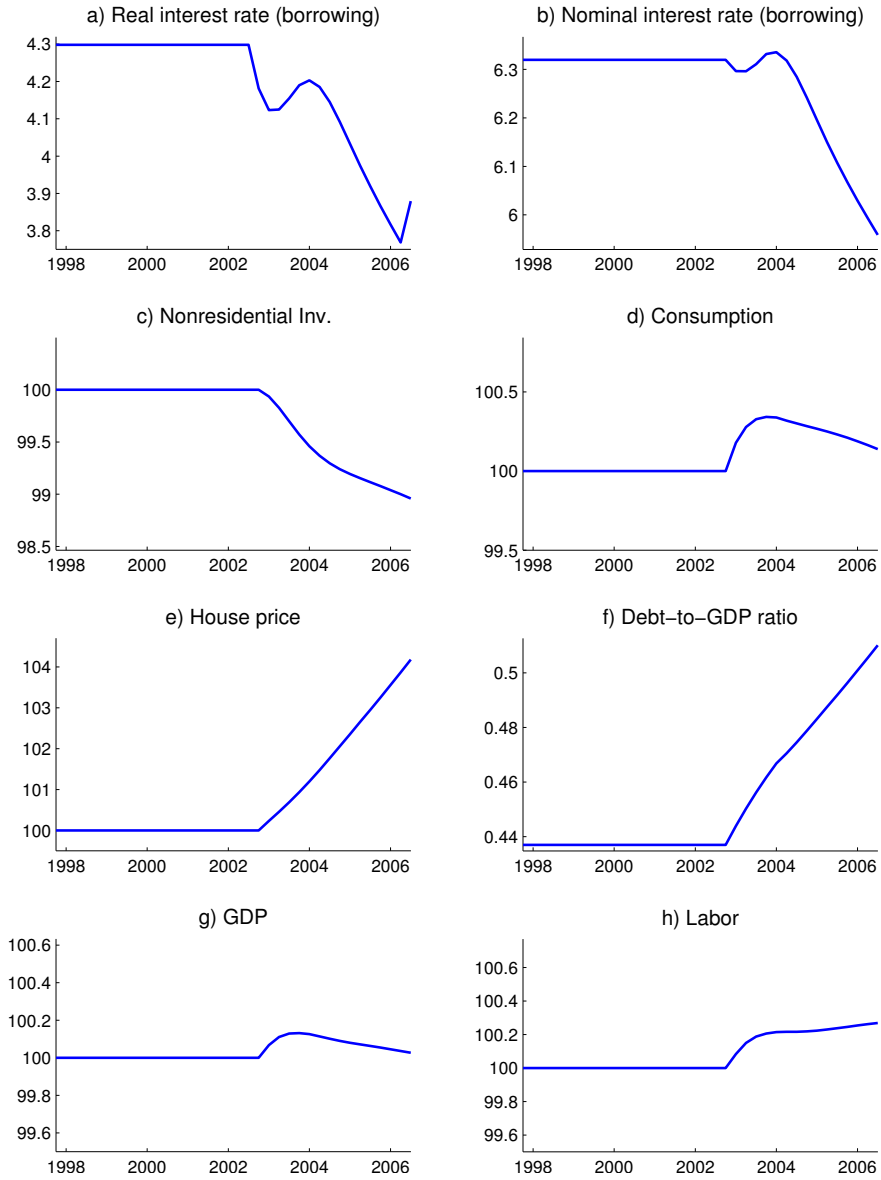 a) Real interest rate (borrowing)
4.3
4.2
4.1
4
3.9
3.8
1998 2000 2002 2004 2006
b) Nominal interest rate (borrowing)
6.3
6.2
6.1
6
1998 2000 2002 2004 2006
c) Nonresidential Inv.
100
99.5
99
98.5
1998 2000 2002 2004 2006
d) Consumption
100.5
100
99.5
1998 2000 2002 2004 2006
e) House price
104
103
102
101
100
1998 2000 2002 2004 2006
f) Debt−to−GDP ratio
0.5
0.48
0.46
0.44
1998 2000 2002 2004 2006
g) GDP
100.6
100.4
100.2
100
99.8
99.6
1998 2000 2002 2004 2006
h) Labor
100.6
100.4
100.2
100
99.8
99.6
1998 2000 2002 2004 2006